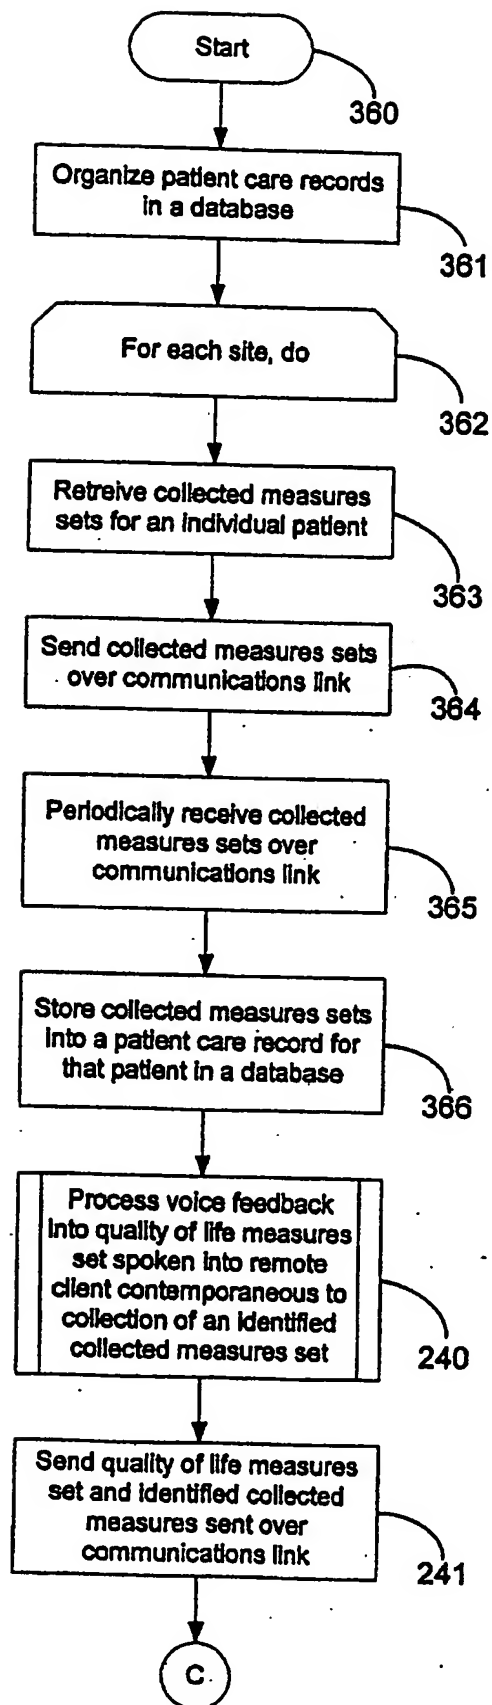 Start
360
Organize patient care records
in a database
361
For each site, do
362
Retreive collected measures
sets for an individual patient
363
Send collected measures sets
over communications link
364
Periodically receive collected
measures sets over
communications link
365
Store collected measures sets
into a patient care record for
that patient in a database
366
Process voice feedback
into quality of life measures
set spoken into remote
client contemporaneous to
collection of an identified
collected measures set
240
Send quality of life measures
set and identified collected
measures sent over
communications link
241
C